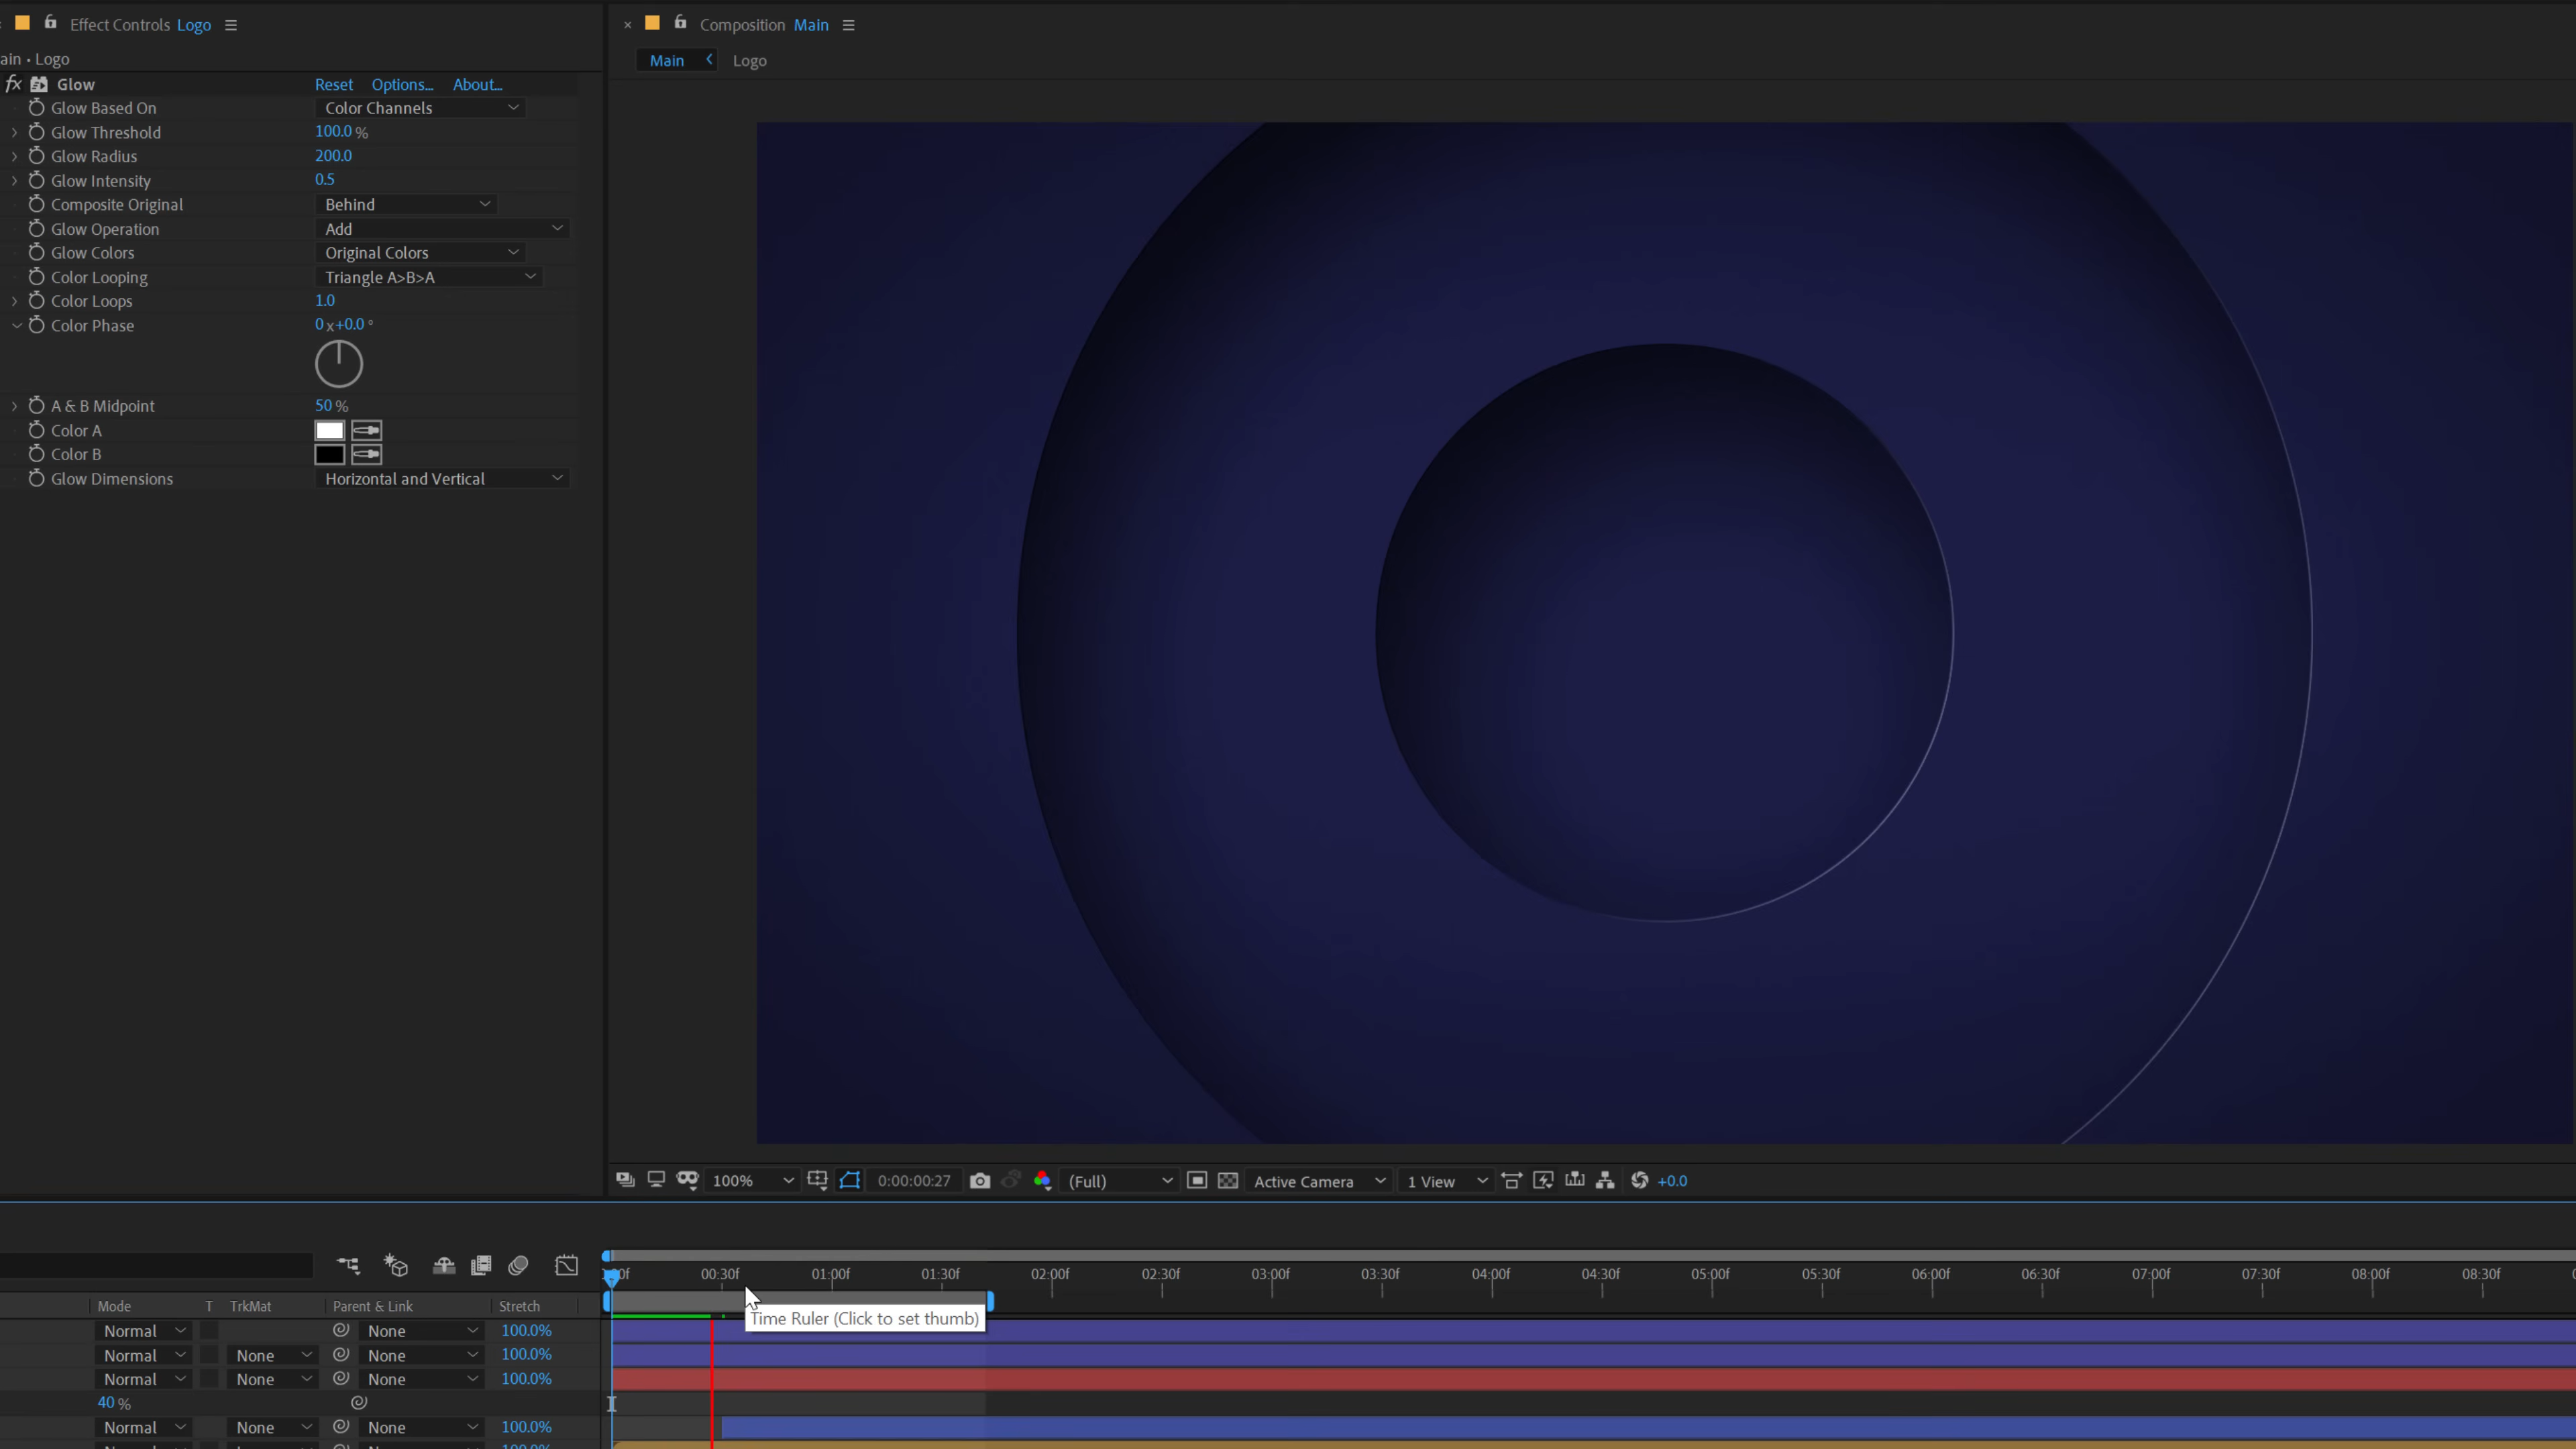 Effect Controls Logo
Composition Main
ain • Logo
Main
Logo
fx Glow Reset Options... About...
Glow Based On Color Channels
Glow Threshold 100.0 %
Glow Radius 200.0
Glow Intensity 0.5
Composite Original Behind
Glow Operation Add
Glow Colors Original Colors
Color Looping Triangle A>B>A
Color Loops 1.0
Color Phase 0 x+0.0 °
A & B Midpoint 50 %
Color A
Color B
Glow Dimensions Horizontal and Vertical
100% 0:00:00:27 (Full) Active Camera 1 View +0.0
00:30f 01:00f 01:30f 02:00f 02:30f 03:00f 03:30f 04:00f 04:30f 05:00f 05:30f 06:00f 06:30f 07:00f 07:30f 08:00f 08:30f
Mode T TrkMat Parent & Link Stretch
Time Ruler (Click to set thumb)
Normal None 100.0%
Normal None None 100.0%
Normal None None 100.0%
40 %
Normal None None 100.0%